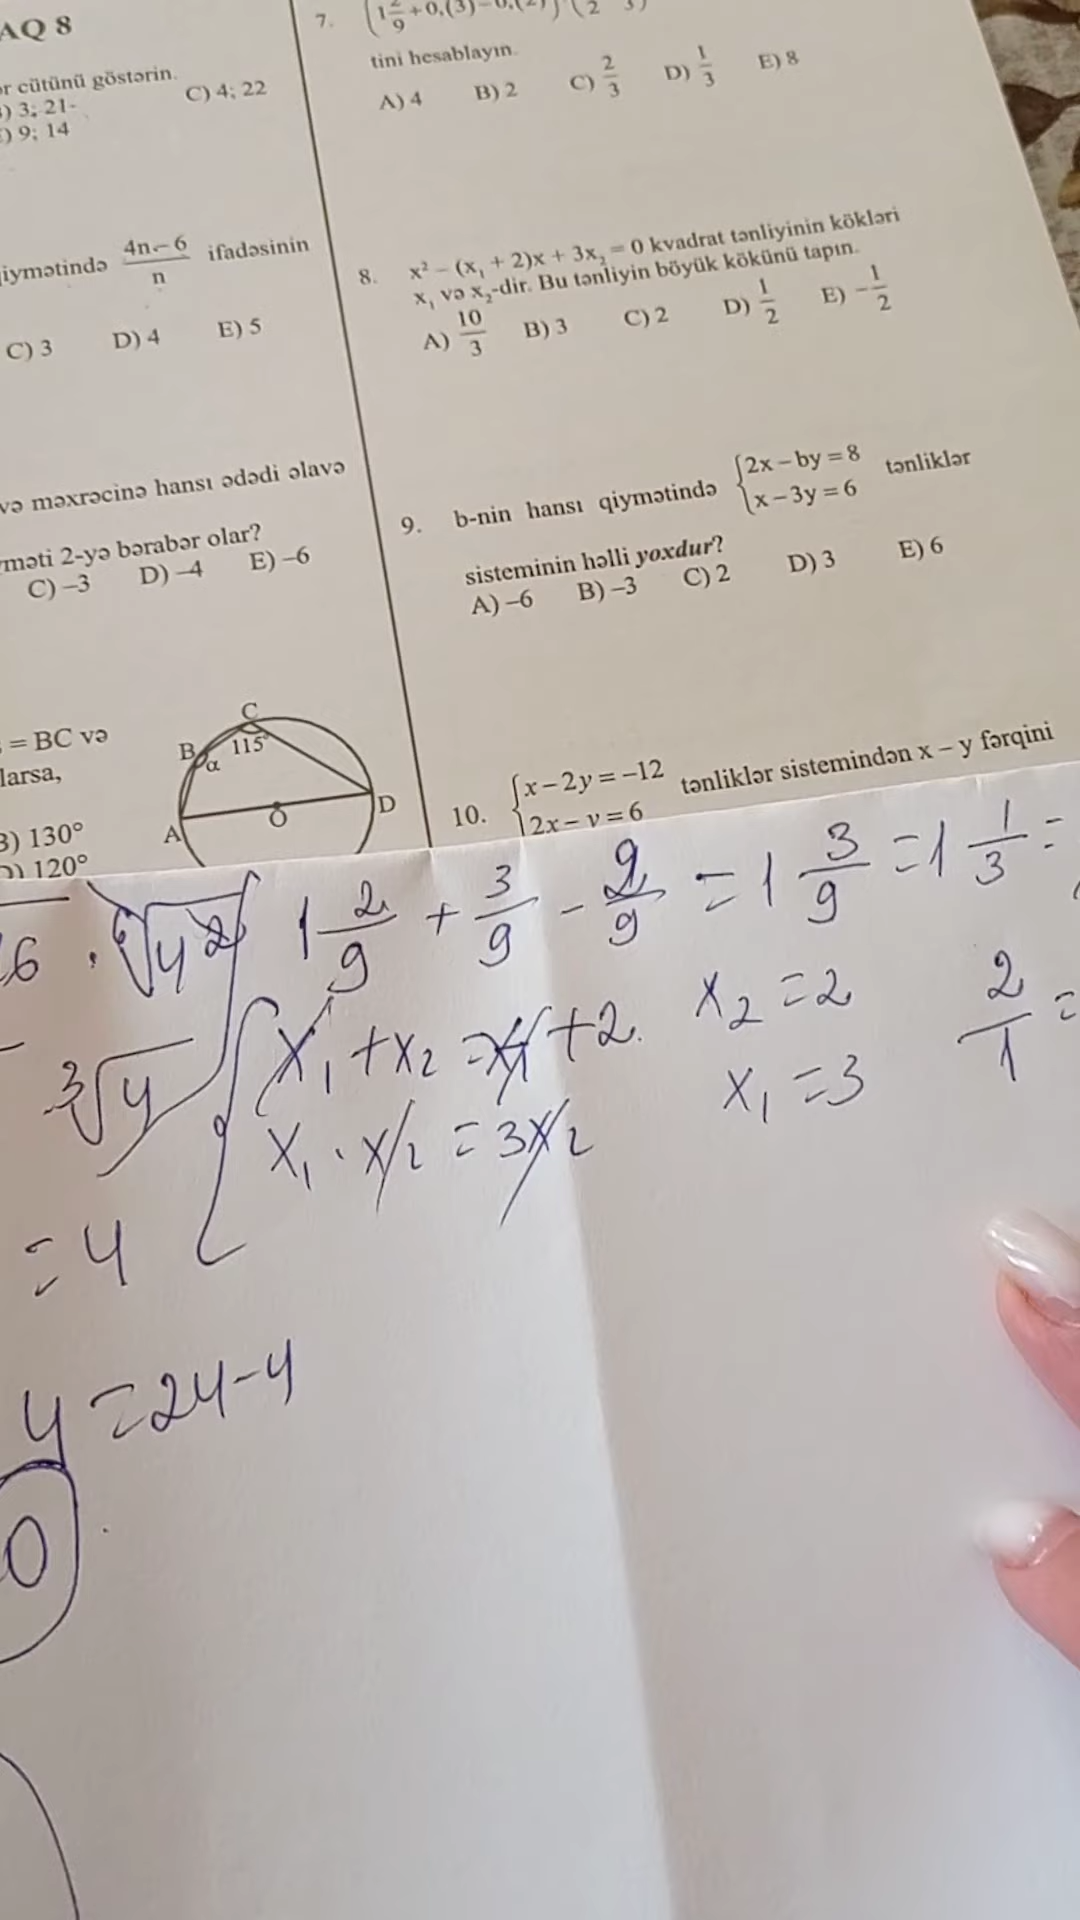 AQ 8
cütünü göstərin.
) 3; 21
C) 4; 22
) 9; 14
4n – 6 / n ifadəsinin
C) 3 D) 4 E) 5
və məxrəcinə hansı ədədi əlavə
2-yə bərabər olar?
C) –3 D) –4 E) –6
= BC və
B) 130°
120°
A B C D O
115°
α
7.
tini hesablayın.
A) 4 B) 2 C) 2/3 D) 1/3 E) 8
8. x² – (x₁ + 2)x + 3x₂ = 0 kvadrat tənliyinin kökləri
x₁ və x₂-dir. Bu tənliyin böyük kökünü tapın.
A) 10/3 B) 3 C) 2 D) 1/2 E) –1/2
9. b-nin hansı qiymətində {2x – by = 8 tənliklər
x – 3y = 6
sisteminin həlli yoxdur?
A) –6 B) –3 C) 2 D) 3 E) 6
10. {x – 2y = –12 tənliklər sistemindən x – y fərqini
2x – y = 6
1 2/9 + 3/9 – 2/9 = 1 3/9 = 1 1/3 =
x₁ + x₂ = x₁ + 2. x₂ = 2
x₁ · x₂ = 3x₂ x₁ = 3
2/1 =
∛4
= 4
y = 24 – 4